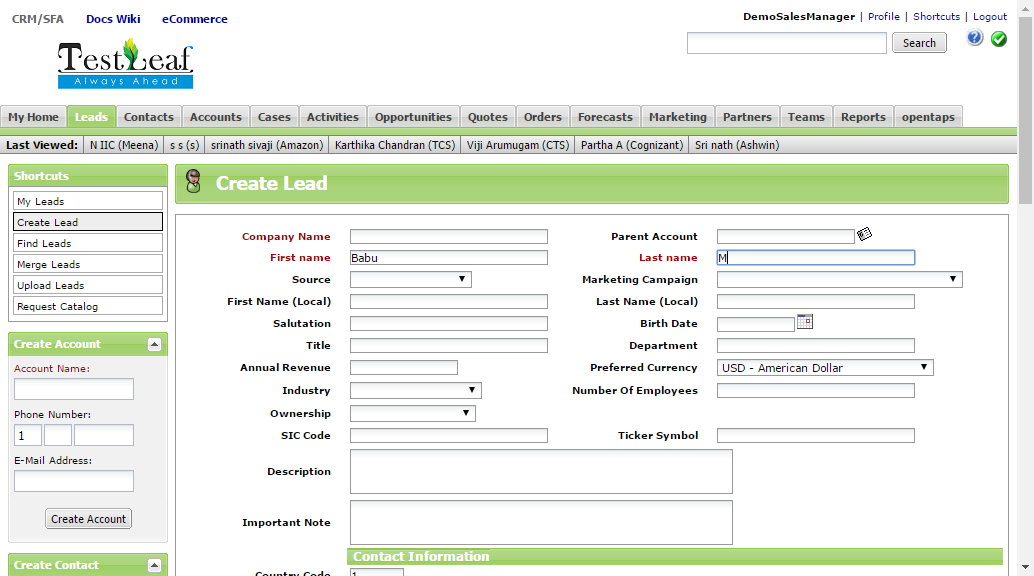 CRM/SFA Docs Wiki eCommerce
DemoSalesManager | Profile | Shortcuts | Logout
Search
TestLeaf
Always Ahead
My Home Leads Contacts Accounts Cases Activities Opportunities Quotes Orders Forecasts Marketing Partners Teams Reports opentaps
Last Viewed: N IIC (Meena) s s (s) srinath sivaji (Amazon) Karthika Chandran (TCS) Viji Arumugam (CTS) Partha A (Cognizant) Sri nath (Ashwin)
Shortcuts
My Leads
Create Lead
Find Leads
Merge Leads
Upload Leads
Request Catalog
Create Account
Account Name:
Phone Number:
1
E-Mail Address:
Create Account
Create Contact
Create Lead
Company Name Parent Account
First name Babu Last name M
Source Marketing Campaign
First Name (Local) Last Name (Local)
Salutation Birth Date
Title Department
Annual Revenue Preferred Currency USD - American Dollar
Industry Number Of Employees
Ownership
SIC Code Ticker Symbol
Description
Important Note
Contact Information
Country Code 1